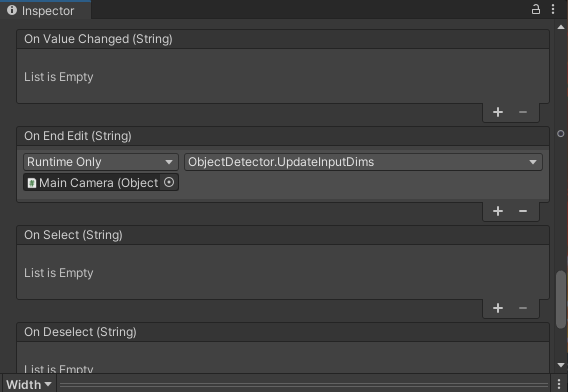 Inspector
On Value Changed (String)
List is Empty
On End Edit (String)
Runtime Only
ObjectDetector.UpdateInputDims
Main Camera (Object
On Select (String)
List is Empty
On Deselect (String)
List is Empty
Width